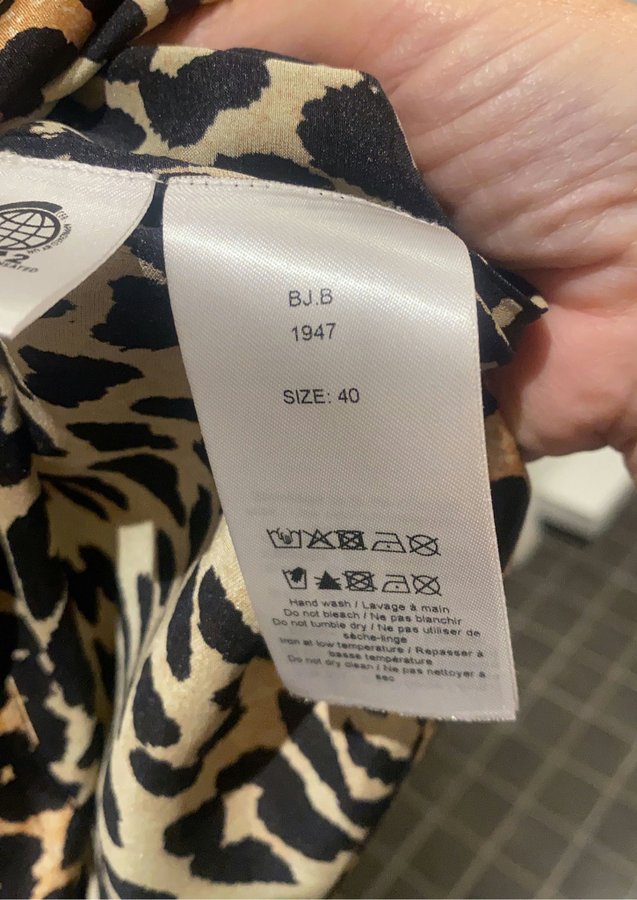 BJ.B
1947
SIZE: 40
Hand wash / Lavage à main
Do not bleach / Ne pas blanchir
Do not tumble dry / Ne pas utiliser de
sèche-linge
Iron at low temperature / Repasser à
basse température
Do not dry clean / Ne pas nettoyer à
sec